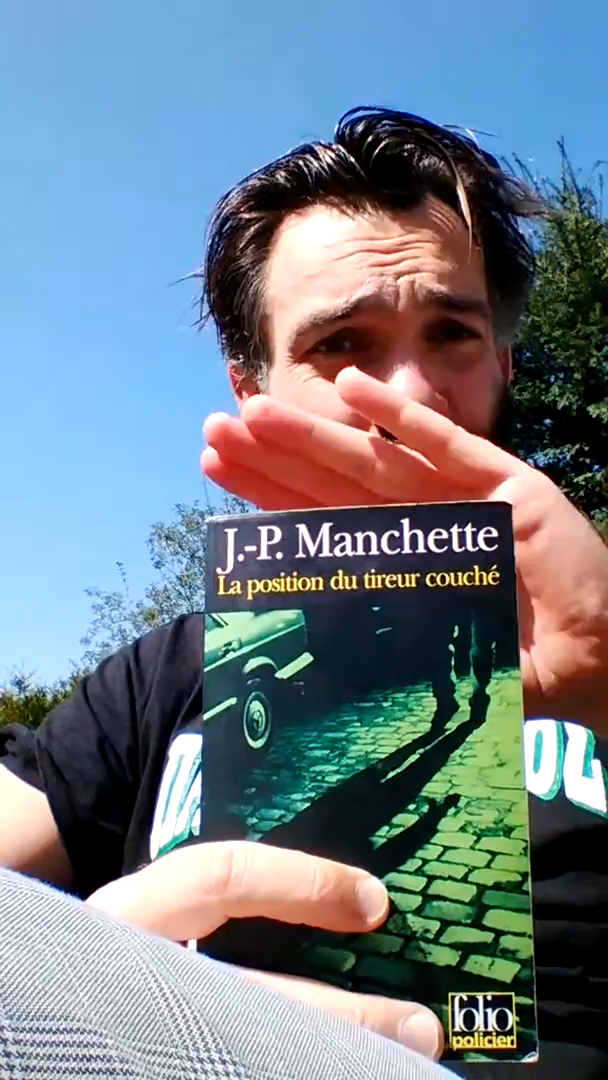 J.-P. Manchette
La position du tireur couché
folio
policier